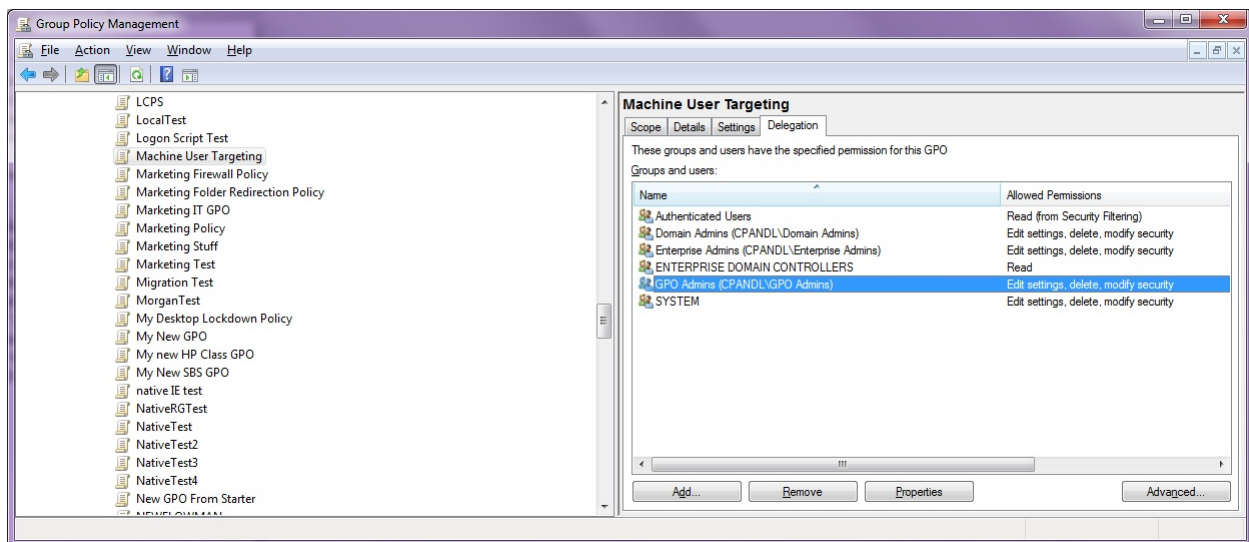 Group Policy Management
File Action View Window Help
LCPS
LocalTest
Logon Script Test
Machine User Targeting
Marketing Firewall Policy
Marketing Folder Redirection Policy
Marketing IT GPO
Marketing Policy
Marketing Stuff
Marketing Test
Migration Test
MorganTest
My Desktop Lockdown Policy
My New GPO
My new HP Class GPO
My New SBS GPO
native IE test
NativeRGTest
NativeTest
NativeTest2
NativeTest3
NativeTest4
New GPO From Starter
Machine User Targeting
Scope Details Settings Delegation
These groups and users have the specified permission for this GPO
Groups and users:
Name Allowed Permissions
Authenticated Users Read (from Security Filtering)
Domain Admins (CPANDL\Domain Admins) Edit settings, delete, modify security
Enterprise Admins (CPANDL\Enterprise Admins) Edit settings, delete, modify security
ENTERPRISE DOMAIN CONTROLLERS Read
GPO Admins (CPANDL\GPO Admins) Edit settings, delete, modify security
SYSTEM Edit settings, delete, modify security
Add... Remove Properties Advanced...